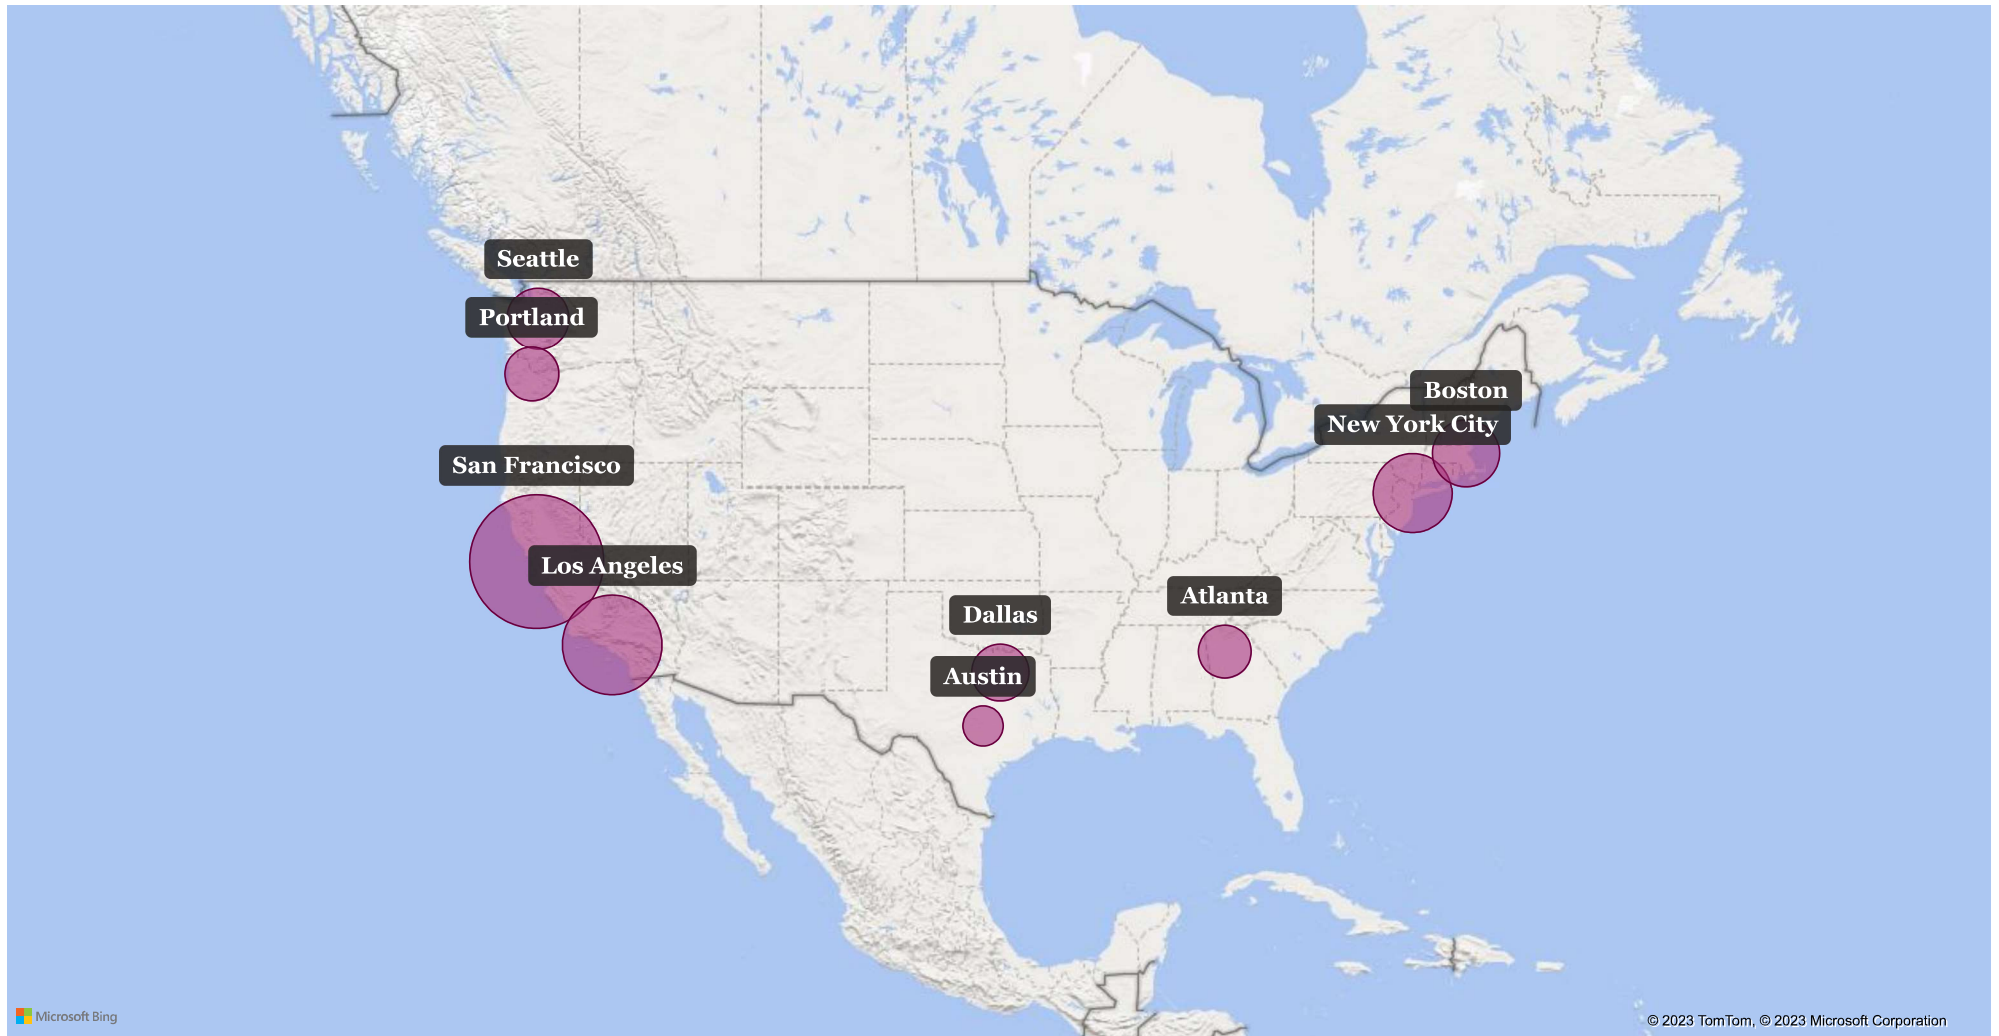 Seattle
Portland
Boston
New York City
San Francisco
Los Angeles
Atlanta
Dallas
Austin
Microsoft Bing
© 2023 TomTom, © 2023 Microsoft Corporation